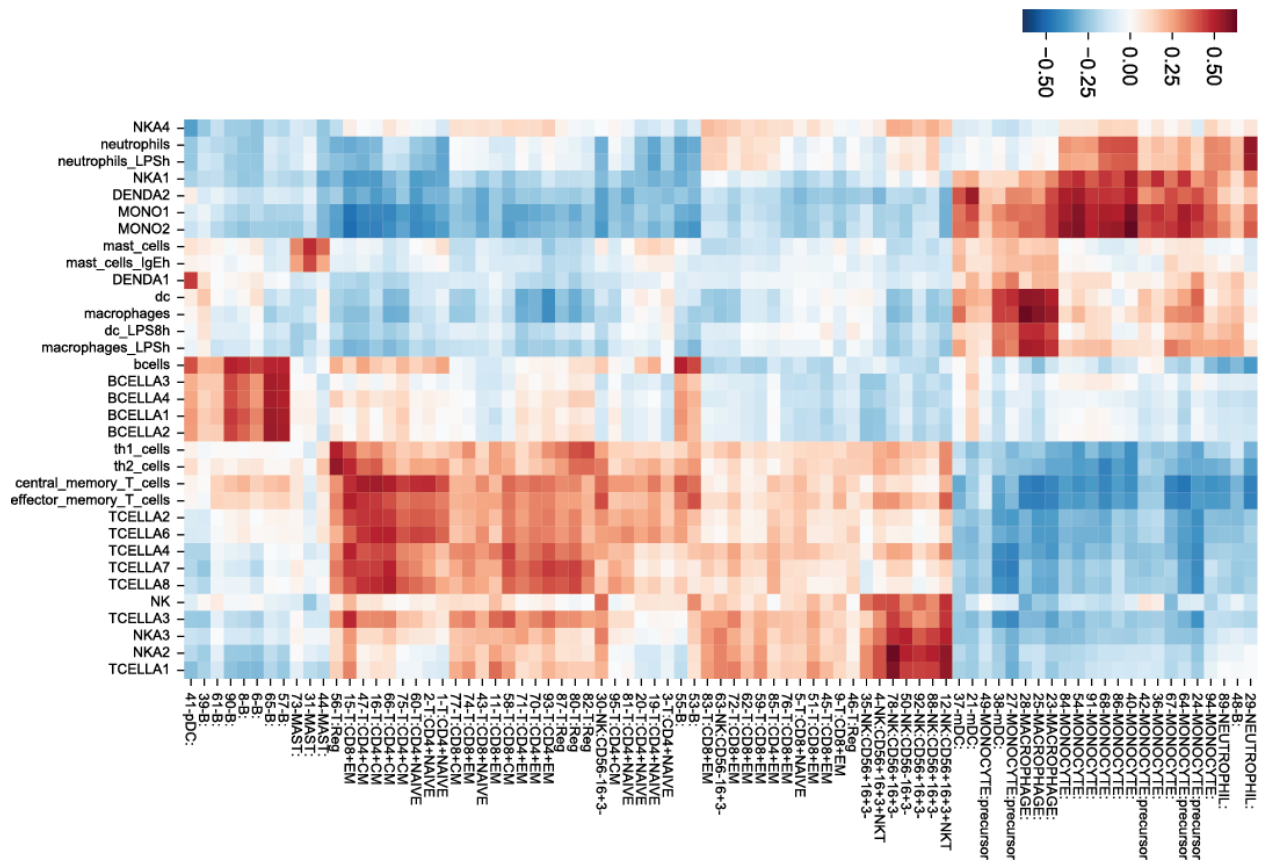 -0.50
-0.25
0.00
0.25
0.50
NKA4
neutrophils
neutrophils_LPSh
NKA1
DENDA2
MONO1
MONO2
mast_cells
mast_cells_IgEh
DENDA1
dc
macrophages
dc_LPS8h
macrophages_LPSh
bcells
BCELLA3
BCELLA4
BCELLA1
BCELLA2
th1_cells
th2_cells
central_memory_T_cells
effector_memory_T_cells
TCELLA2
TCELLA6
TCELLA4
TCELLA7
TCELLA8
NK
TCELLA3
NKA3
NKA2
TCELLA1
41-pDC:
39-B:
61-B:
90-B:
8-B:
6-B:
65-B:
57-B:
73-MAST:
31-MAST:
44-MAST:
56-T:Reg
15-T:CD8+EM
47-T:CD4+CM
16-T:CD4+CM
66-T:CD4+CM
75-T:CD4+CM
60-T:CD4+NAIVE
2-T:CD4+NAIVE
1-T:CD4+NAIVE
77-T:CD8+CM
74-T:CD4+EM
43-T:CD8+NAIVE
11-T:CD8+EM
58-T:CD8+CM
71-T:CD4+EM
70-T:CD4+EM
93-T:CD4+EM
87-T:Reg
80-T:Reg
82-T:Reg
30-NK:CD56-16+3-
95-T:CD4+CM
81-T:CD4+NAIVE
20-T:CD4+NAIVE
19-T:CD4+NAIVE
3-T:CD4+NAIVE
55-B:
53-B:
83-T:CD8+EM
63-NK:CD56-16+3-
72-T:CD8+EM
62-T:CD8+EM
59-T:CD8+EM
85-T:CD4+EM
76-T:CD8+EM
5-T:CD8+NAIVE
51-T:CD8+EM
45-T:CD8+EM
9-T:CD8+EM
46-T:Reg
35-NK:CD56+16+3-
4-NK:CD56+16+3+NKT
78-NK:CD56+16+3-
50-NK:CD56-16+3-
92-NK:CD56+16+3-
88-NK:CD56+16+3-
12-NK:CD56+16+3+NKT
37-mDC:
21-mDC:
49-MONOCYTE:precursor
38-mDC:
27-MONOCYTE:precursor
28-MACROPHAGE:
25-MACROPHAGE:
23-MACROPHAGE:
84-MONOCYTE:
54-MONOCYTE:
91-MONOCYTE:
68-MONOCYTE:
86-MONOCYTE:
40-MONOCYTE:
42-MONOCYTE:precursor
36-MONOCYTE:
67-MONOCYTE:
64-MONOCYTE:precursor
24-MONOCYTE:precursor
94-MONOCYTE:
89-NEUTROPHIL:
48-B:
29-NEUTROPHIL: